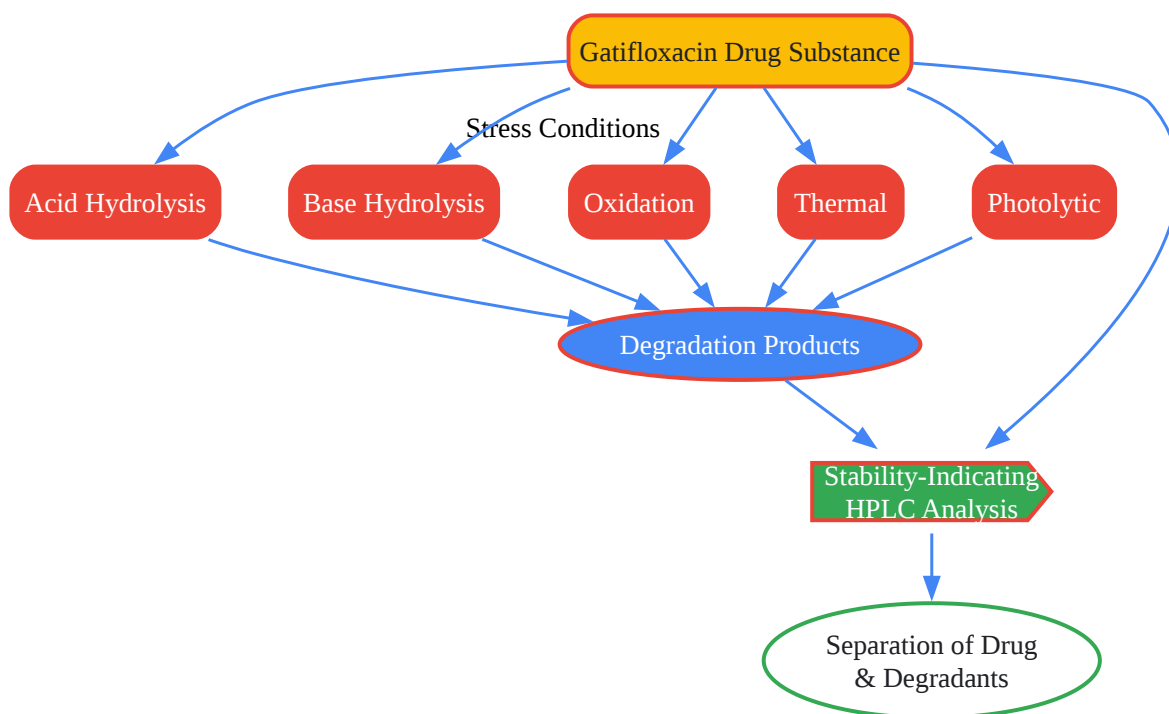 Gatifloxacin Drug Substance
Stress Conditions
Acid Hydrolysis
Base Hydrolysis
Oxidation
Thermal
Photolytic
Degradation Products
Stability-Indicating
HPLC Analysis
Separation of Drug
& Degradants